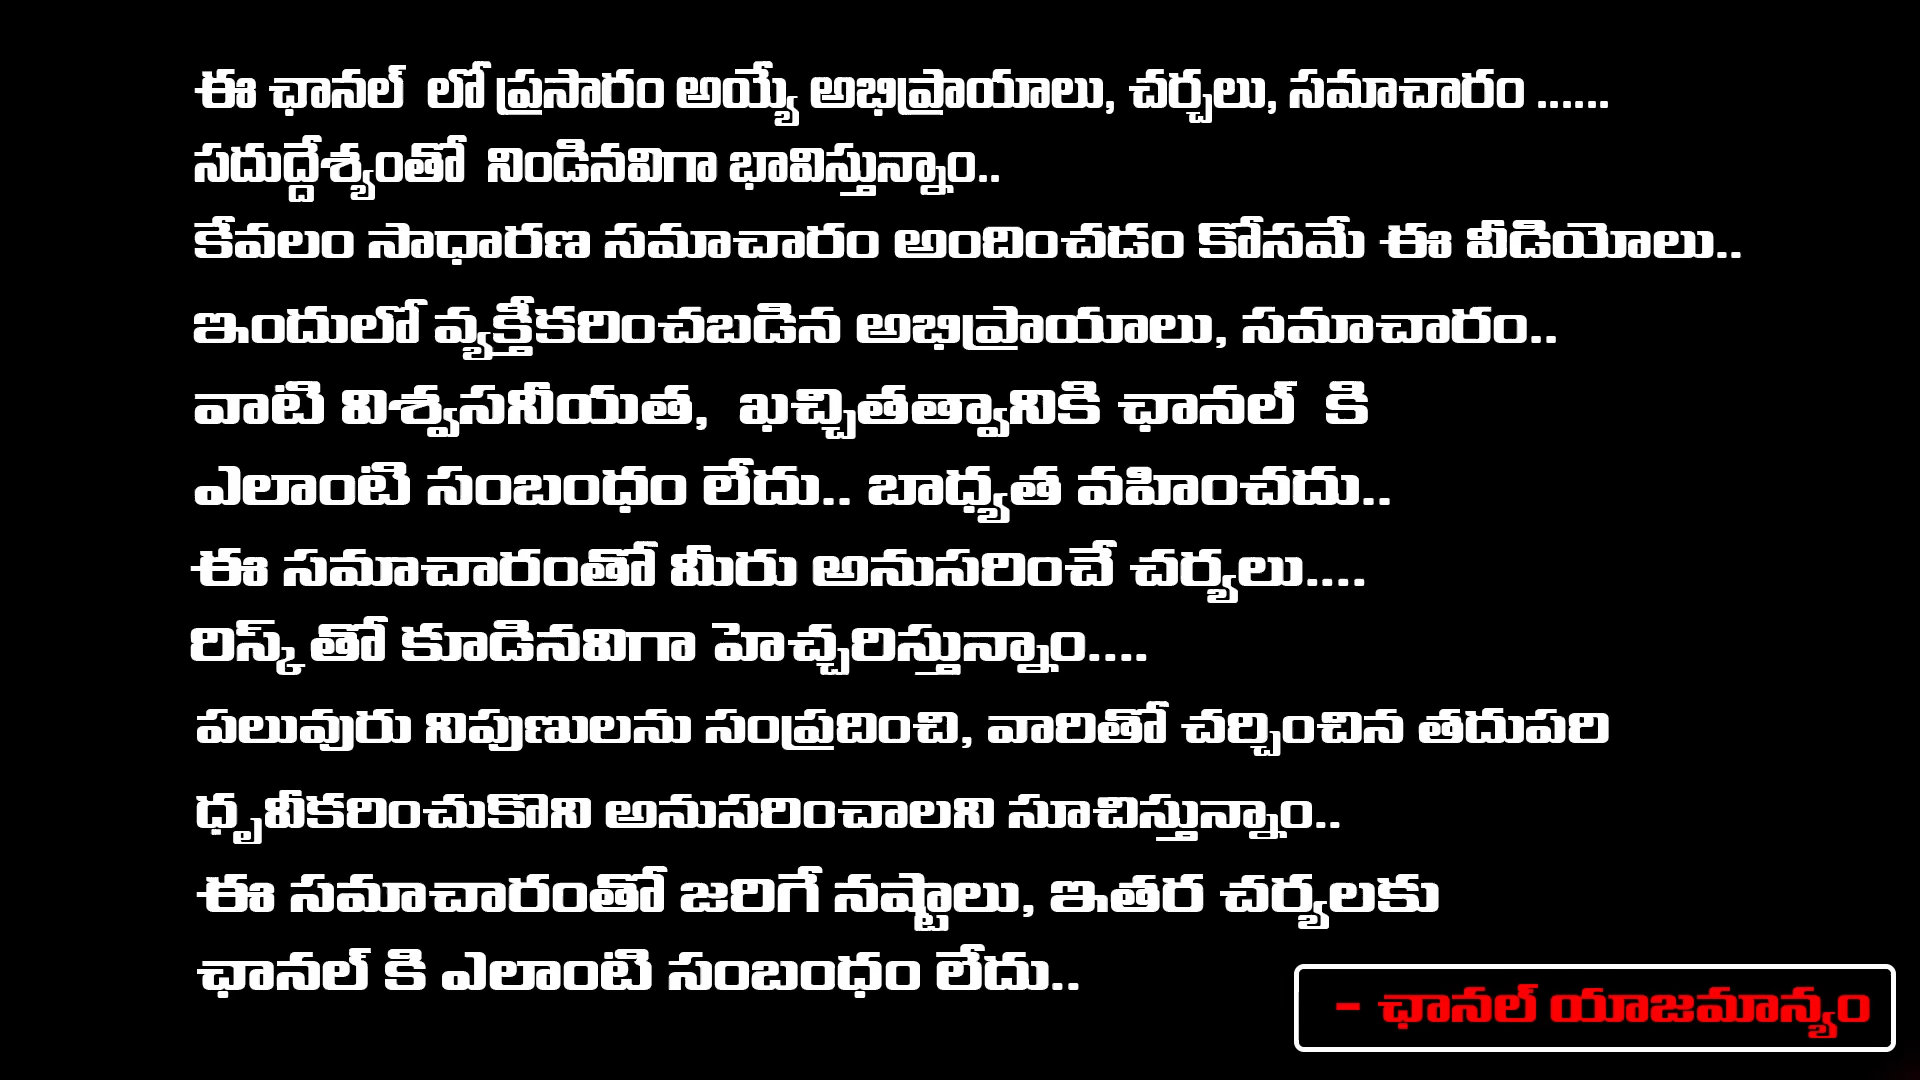 ఈ ఛానల్ లో ప్రసారం అయ్యే అభిప్రాయాలు, చర్చలు, సమాచారం ......
సదుద్దేశ్యంతో నిండినవిగా భావిస్తున్నాం..
కేవలం సాధారణ సమాచారం అందించడం కోసమే ఈ వీడియోలు..
ఇందులో వ్యక్తీకరించబడిన అభిప్రాయాలు, సమాచారం..
వాటి విశ్వసనీయత, ఖచ్చితత్వానికి ఛానల్ కి
ఎలాంటి సంబంధం లేదు.. బాధ్యత వహించదు..
ఈ సమాచారంతో మీరు అనుసరించే చర్యలు....
రిస్క్ తో కూడినవిగా హెచ్చరిస్తున్నాం....
పలువురు నిపుణులను సంప్రదించి, వారితో చర్చించిన తదుపరి
ధృవీకరించుకొని అనుసరించాలని సూచిస్తున్నాం..
ఈ సమాచారంతో జరిగే నష్టాలు, ఇతర చర్యలకు
ఛానల్ కి ఎలాంటి సంబంధం లేదు..
- ఛానల్ యాజమాన్యం